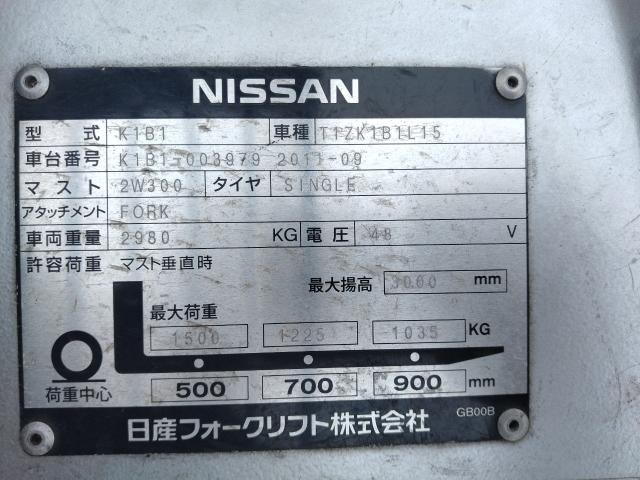 NISSAN
型式 K1B1 車種 T1ZK1B1L15
車台番号 K1B1-003979 2011-09
マスト 2W300 タイヤ SINGLE
アタッチメント FORK
車両重量 2980 KG 電圧 48 V
許容荷重 マスト垂直時
最大揚高 3000 mm
最大荷重
1500 1225 1035 KG
荷重中心 500 700 900 mm
日産フォークリフト株式会社 GB00B